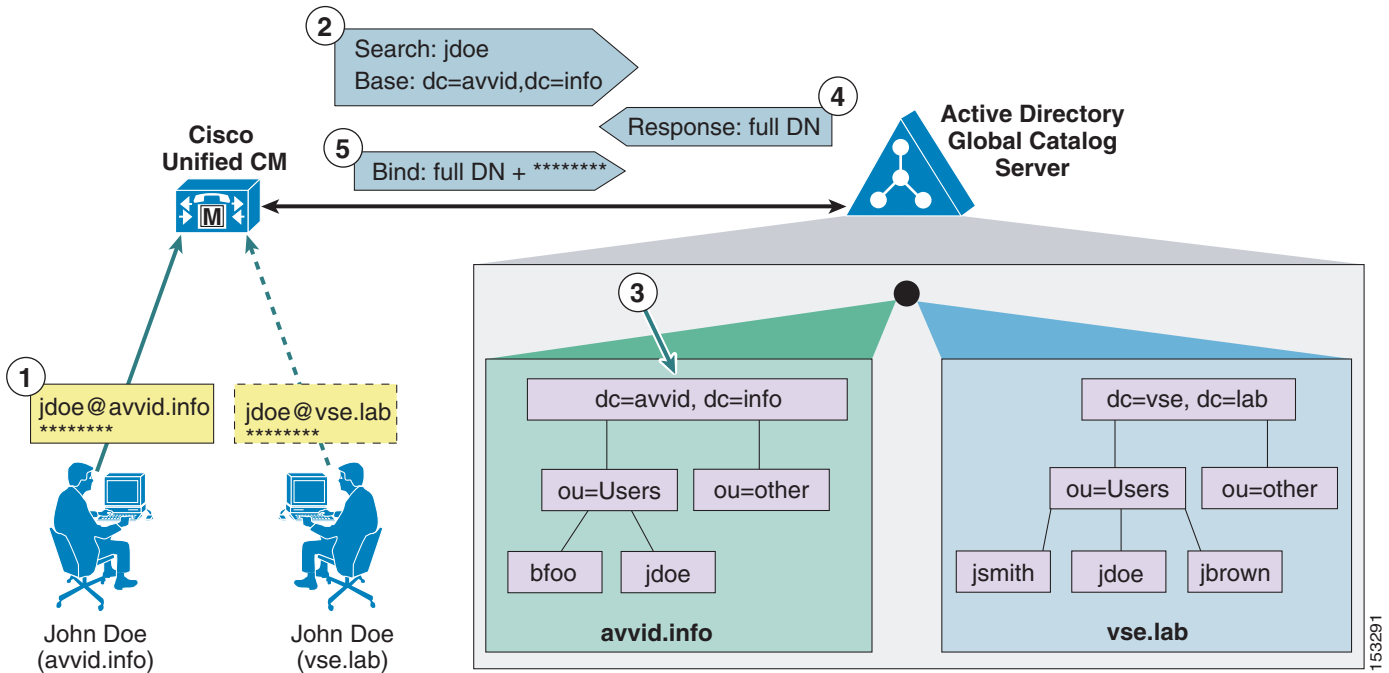 2
Search: jdoe
Base: dc=avvid,dc=info
4
Response: full DN
5
Bind: full DN + ********
Cisco
Unified CM
M
Active Directory
Global Catalog
Server
1
jdoe@avvid.info
********
jdoe@vse.lab
********
John Doe
(avvid.info)
John Doe
(vse.lab)
3
dc=avvid, dc=info
ou=Users
ou=other
bfoo
jdoe
avvid.info
dc=vse, dc=lab
ou=Users
ou=other
jsmith
jdoe
jbrown
vse.lab
153291